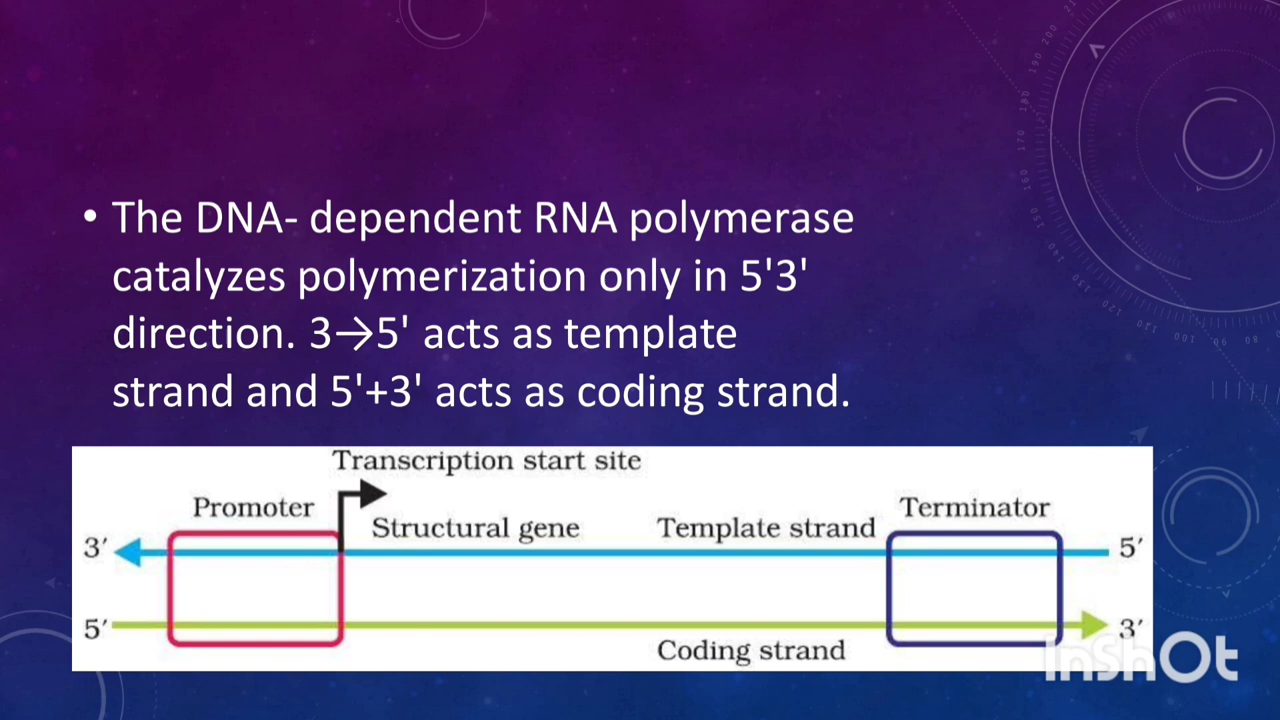 • The DNA- dependent RNA polymerase
catalyzes polymerization only in 5'3'
direction. 3→5' acts as template
strand and 5'+3' acts as coding strand.
Transcription start site
Promoter
Terminator
Structural gene
Template strand
3′
5′
5′
3′
Coding strand
InShOt